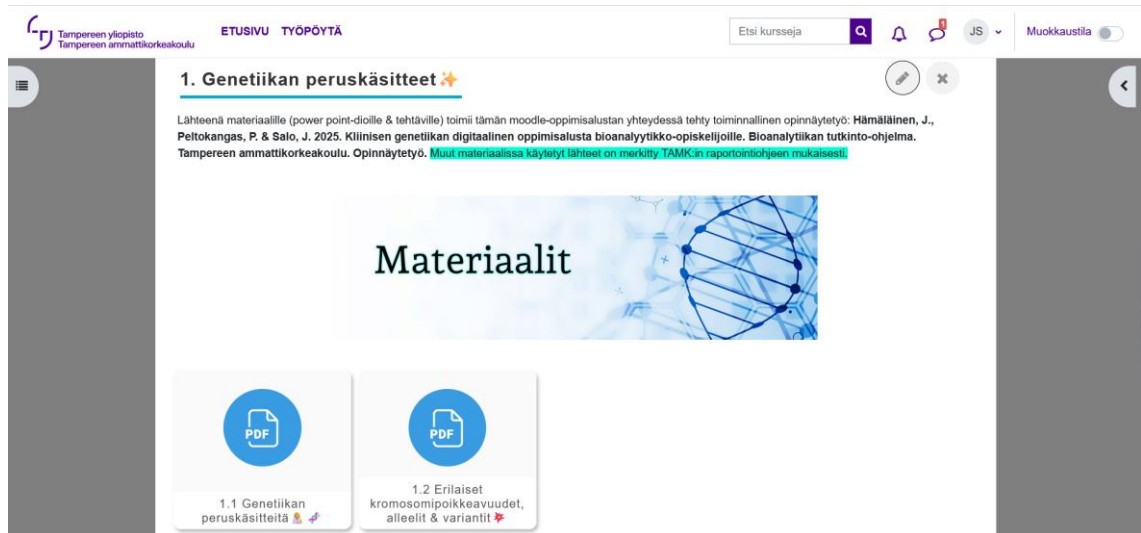 Tampereen yliopisto
Tampereen ammattikorkeakoulu
ETUSIVU TYÖPÖYTÄ
Etsi kursseja
1
JS
Muokkaustila
1. Genetiikan peruskäsitteet✨
Lähteenä materiaalille (power point-dioille & tehtäville) toimii tämän moodle-oppimisalustan yhteydessä tehty toiminnallinen opinnäytetyö: Hämäläinen, J.,
Peltokangas, P. & Salo, J. 2025. Kliinisen genetiikan digitaalinen oppimisalusta bioanalyytikko-opiskelijoille. Bioanalytiikan tutkinto-ohjelma.
Tampereen ammattikorkeakoulu. Opinnäytetyö. Muut materiaalissa käytetyt lähteet on merkitty TAMK:in raportointiohjeen mukaisesti.
Materiaalit
PDF
1.1 Genetiikan
peruskäsitteitä
PDF
1.2 Erilaiset
kromosomipoikkeavuudet,
alleelit & variantit